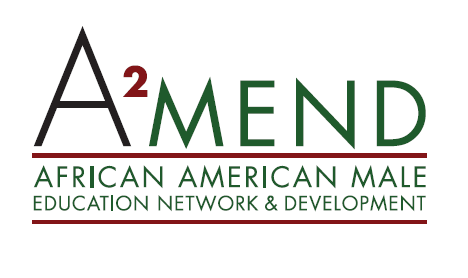 A²MEND
AFRICAN AMERICAN MALE
EDUCATION NETWORK & DEVELOPMENT